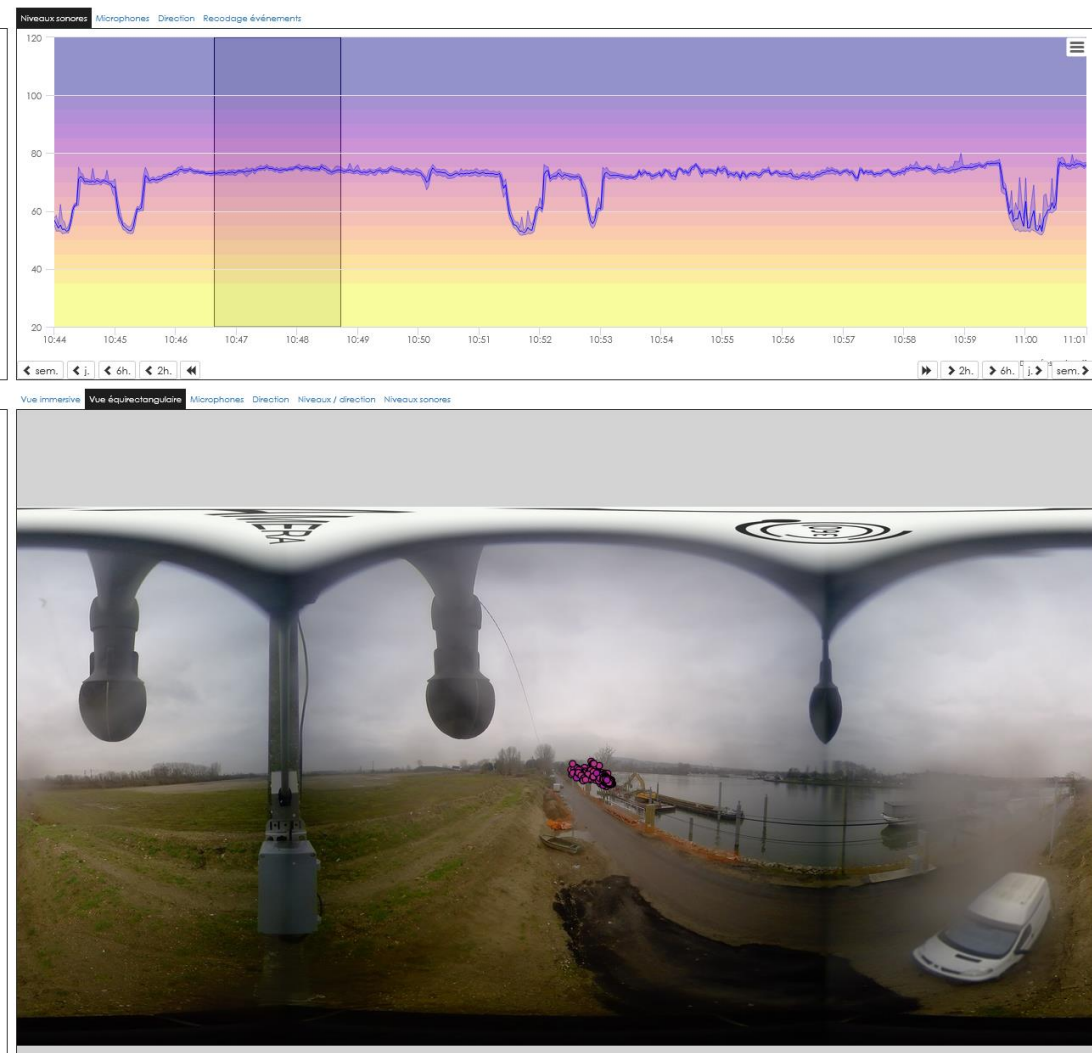 Niveaux sonores Microphones Direction Recodage événements
120
100
80
60
40
20
10:44 10:45 10:46 10:47 10:48 10:49 10:50 10:51 10:52 10:53 10:54 10:55 10:56 10:57 10:58 10:59 11:00 11:01
sem. j. 6h. 2h. 2h. 6h. j. sem.
Vue immersive Vue équirectangulaire Microphones Direction Niveaux / direction Niveaux sonores